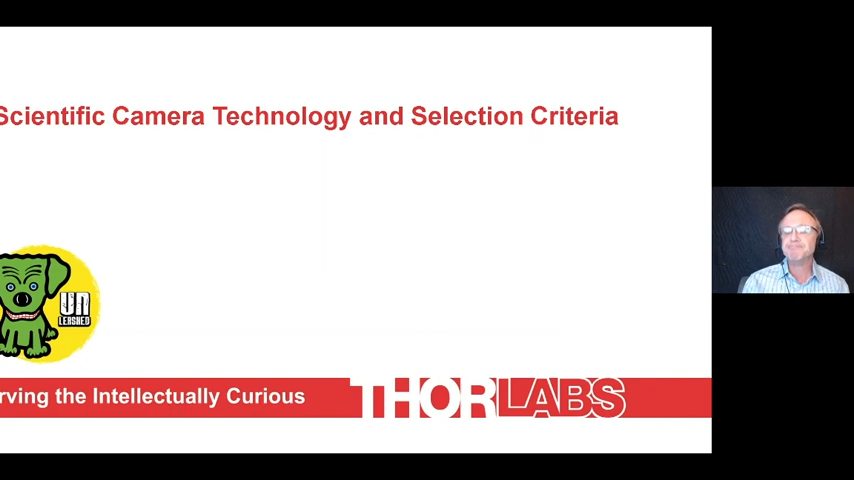 Scientific Camera Technology and Selection Criteria
UN
LEASHED
rving the Intellectually Curious
THORLABS